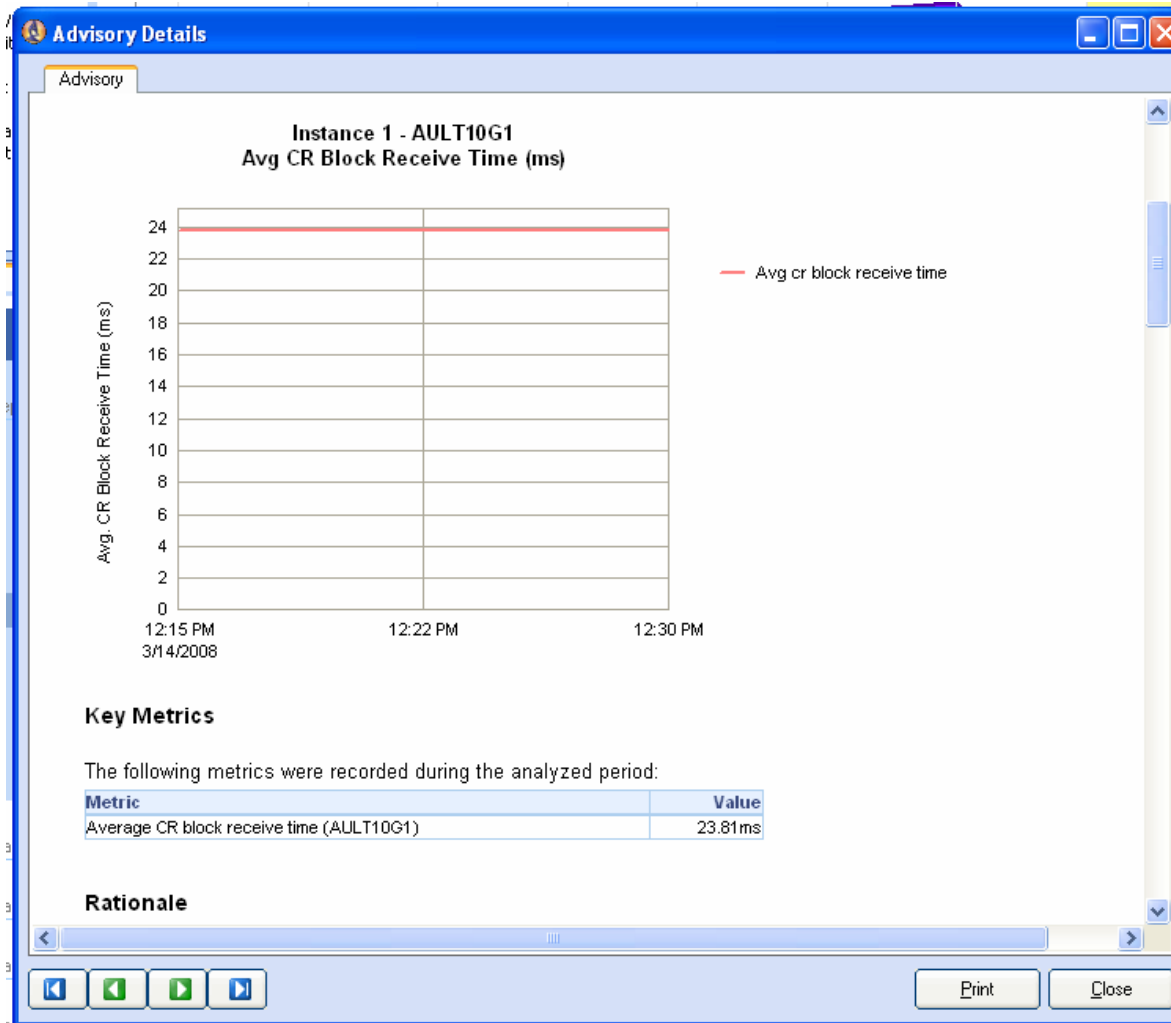 Advisory Details
Advisory
Instance 1 - AULT10G1
Avg CR Block Receive Time (ms)
Avg. CR Block Receive Time (ms)
24
22
20
18
16
14
12
10
8
6
4
2
0
12:15 PM
3/14/2008
12:22 PM
12:30 PM
Avg cr block receive time
Key Metrics
The following metrics were recorded during the analyzed period:
Metric Value
Average CR block receive time (AULT10G1) 23.81ms
Rationale
Print
Close